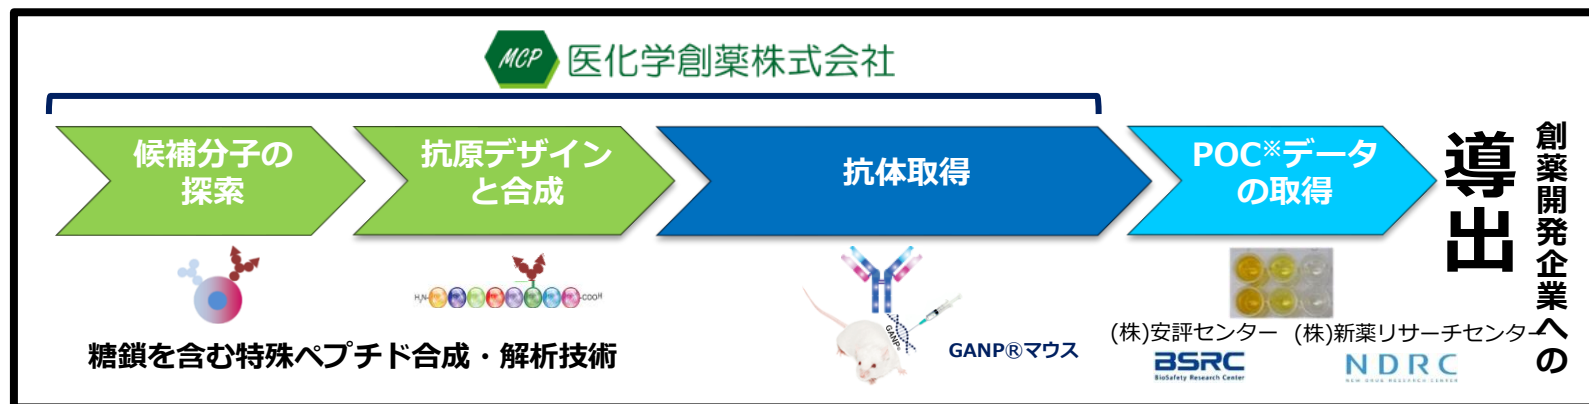 MCP 医化学創薬株式会社
候補分子の
探索
抗原デザイン
と合成
抗体取得
POC※データ
の取得
創薬開発企業への
導出
H₂N
COOH
GANP®
糖鎖を含む特殊ペプチド合成・解析技術
GANP®マウス
(株)安評センター
BSRC
BioSafety Research Center
(株)新薬リサーチセンター
NDRC
NEW DRUG RESEARCH CENTER